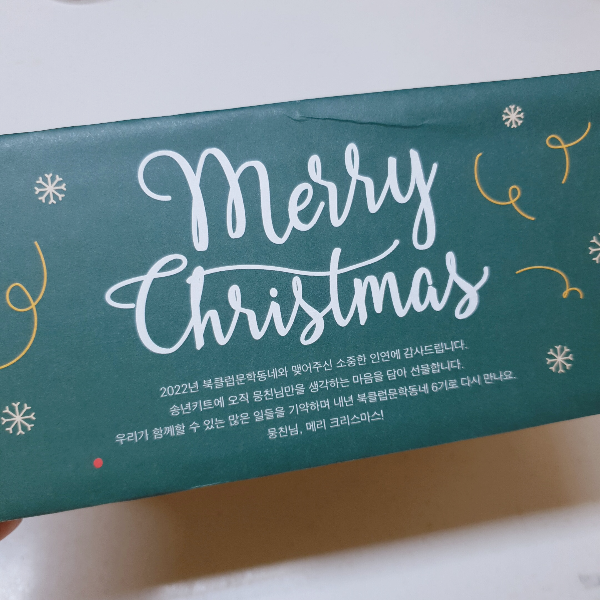 Merry
Christmas
2022년 북클럽문학동네와 맺어주신 소중한 인연에 감사드립니다.
송년키트에 오직 뭉친님만을 생각하는 마음을 담아 선물합니다.
우리가 함께할 수 있는 많은 일들을 기약하며 내년 북클럽문학동네 6기로 다시 만나요.
뭉친님, 메리 크리스마스!